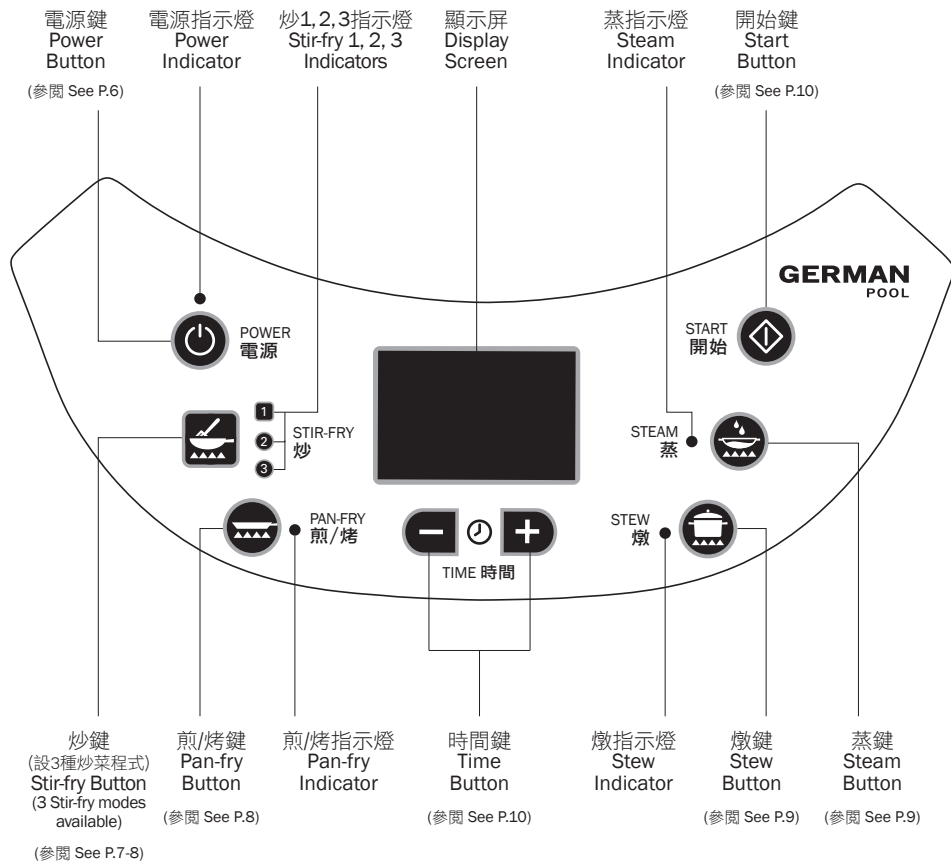 電源鍵
Power
Button
(參閱 See P.6)
電源指示燈
Power
Indicator
炒1, 2, 3指示燈
Stir-fry 1, 2, 3
Indicators
顯示屏
Display
Screen
蒸指示燈
Steam
Indicator
開始鍵
Start
Button
(參閱 See P.10)
GERMAN
POOL
POWER
電源
START
開始
1
2
3
STIR-FRY
炒
STEAM
蒸
PAN-FRY
煎/烤
STEW
燉
TIME 時間
炒鍵
(設3種炒菜程式)
Stir-fry Button
(3 Stir-fry modes
available)
(參閱 See P.7-8)
煎/烤鍵
Pan-fry
Button
(參閱 See P.8)
煎/烤指示燈
Pan-fry
Indicator
時間鍵
Time
Button
(參閱 See P.10)
燉指示燈
Stew
Indicator
燉鍵
Stew
Button
(參閱 See P.9)
蒸鍵
Steam
Button
(參閱 See P.9)